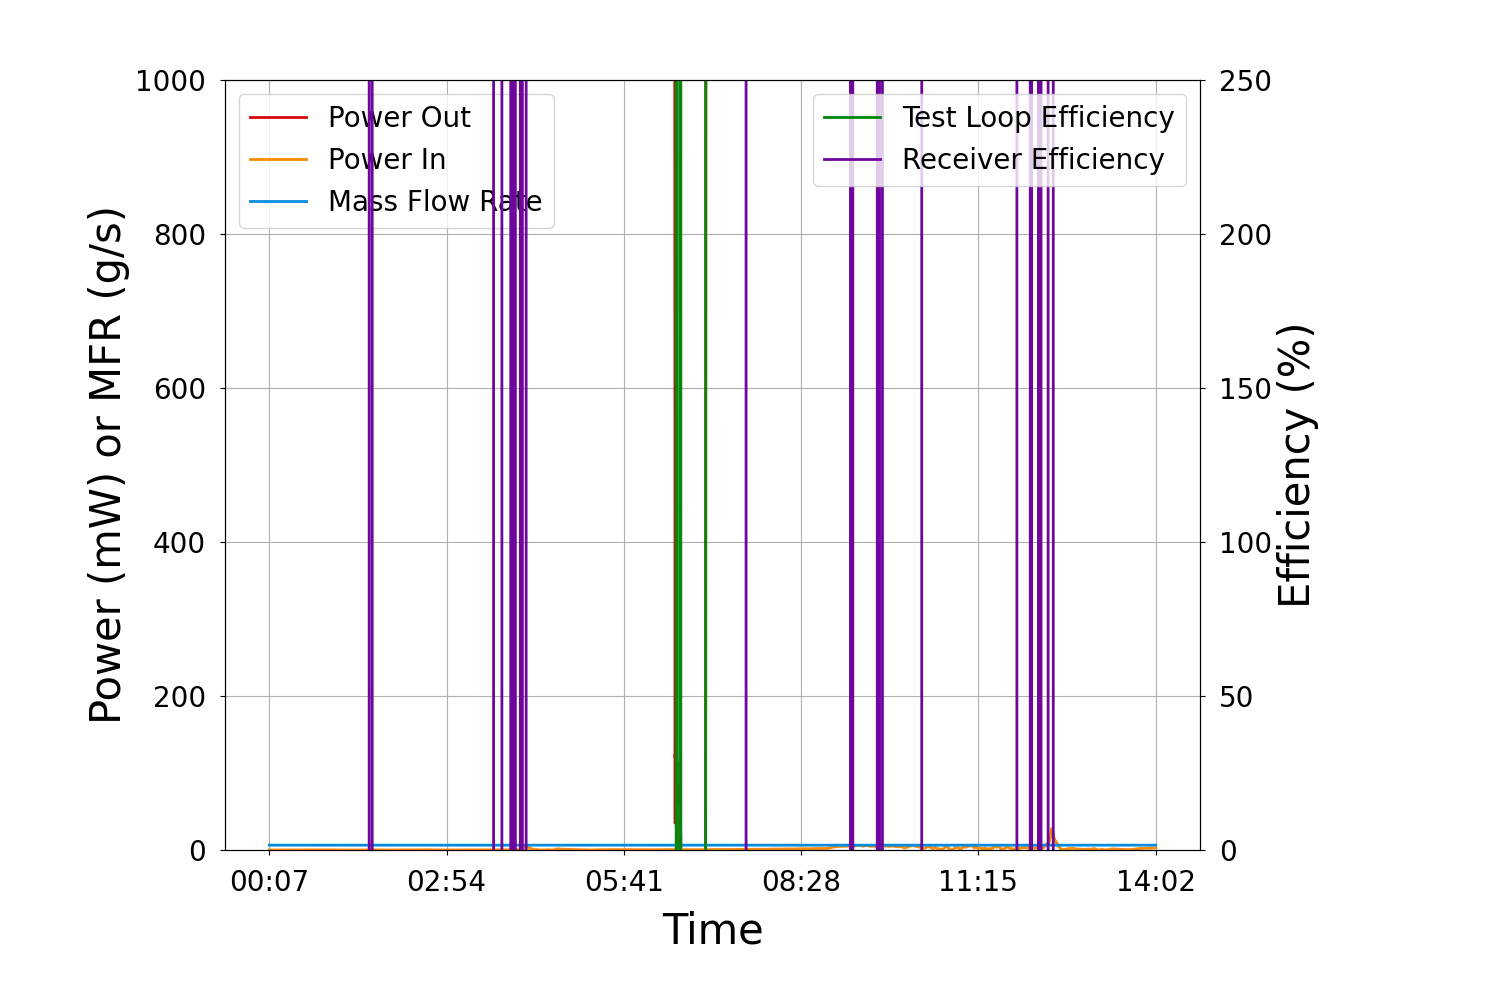 1000
800
600
400
200
0
Power (mW) or MFR (g/s)
Power Out
Power In
Mass Flow Rate
Test Loop Efficiency
Receiver Efficiency
250
200
150
100
50
0
Efficiency (%)
00:07 02:54 05:41 08:28 11:15 14:02
Time